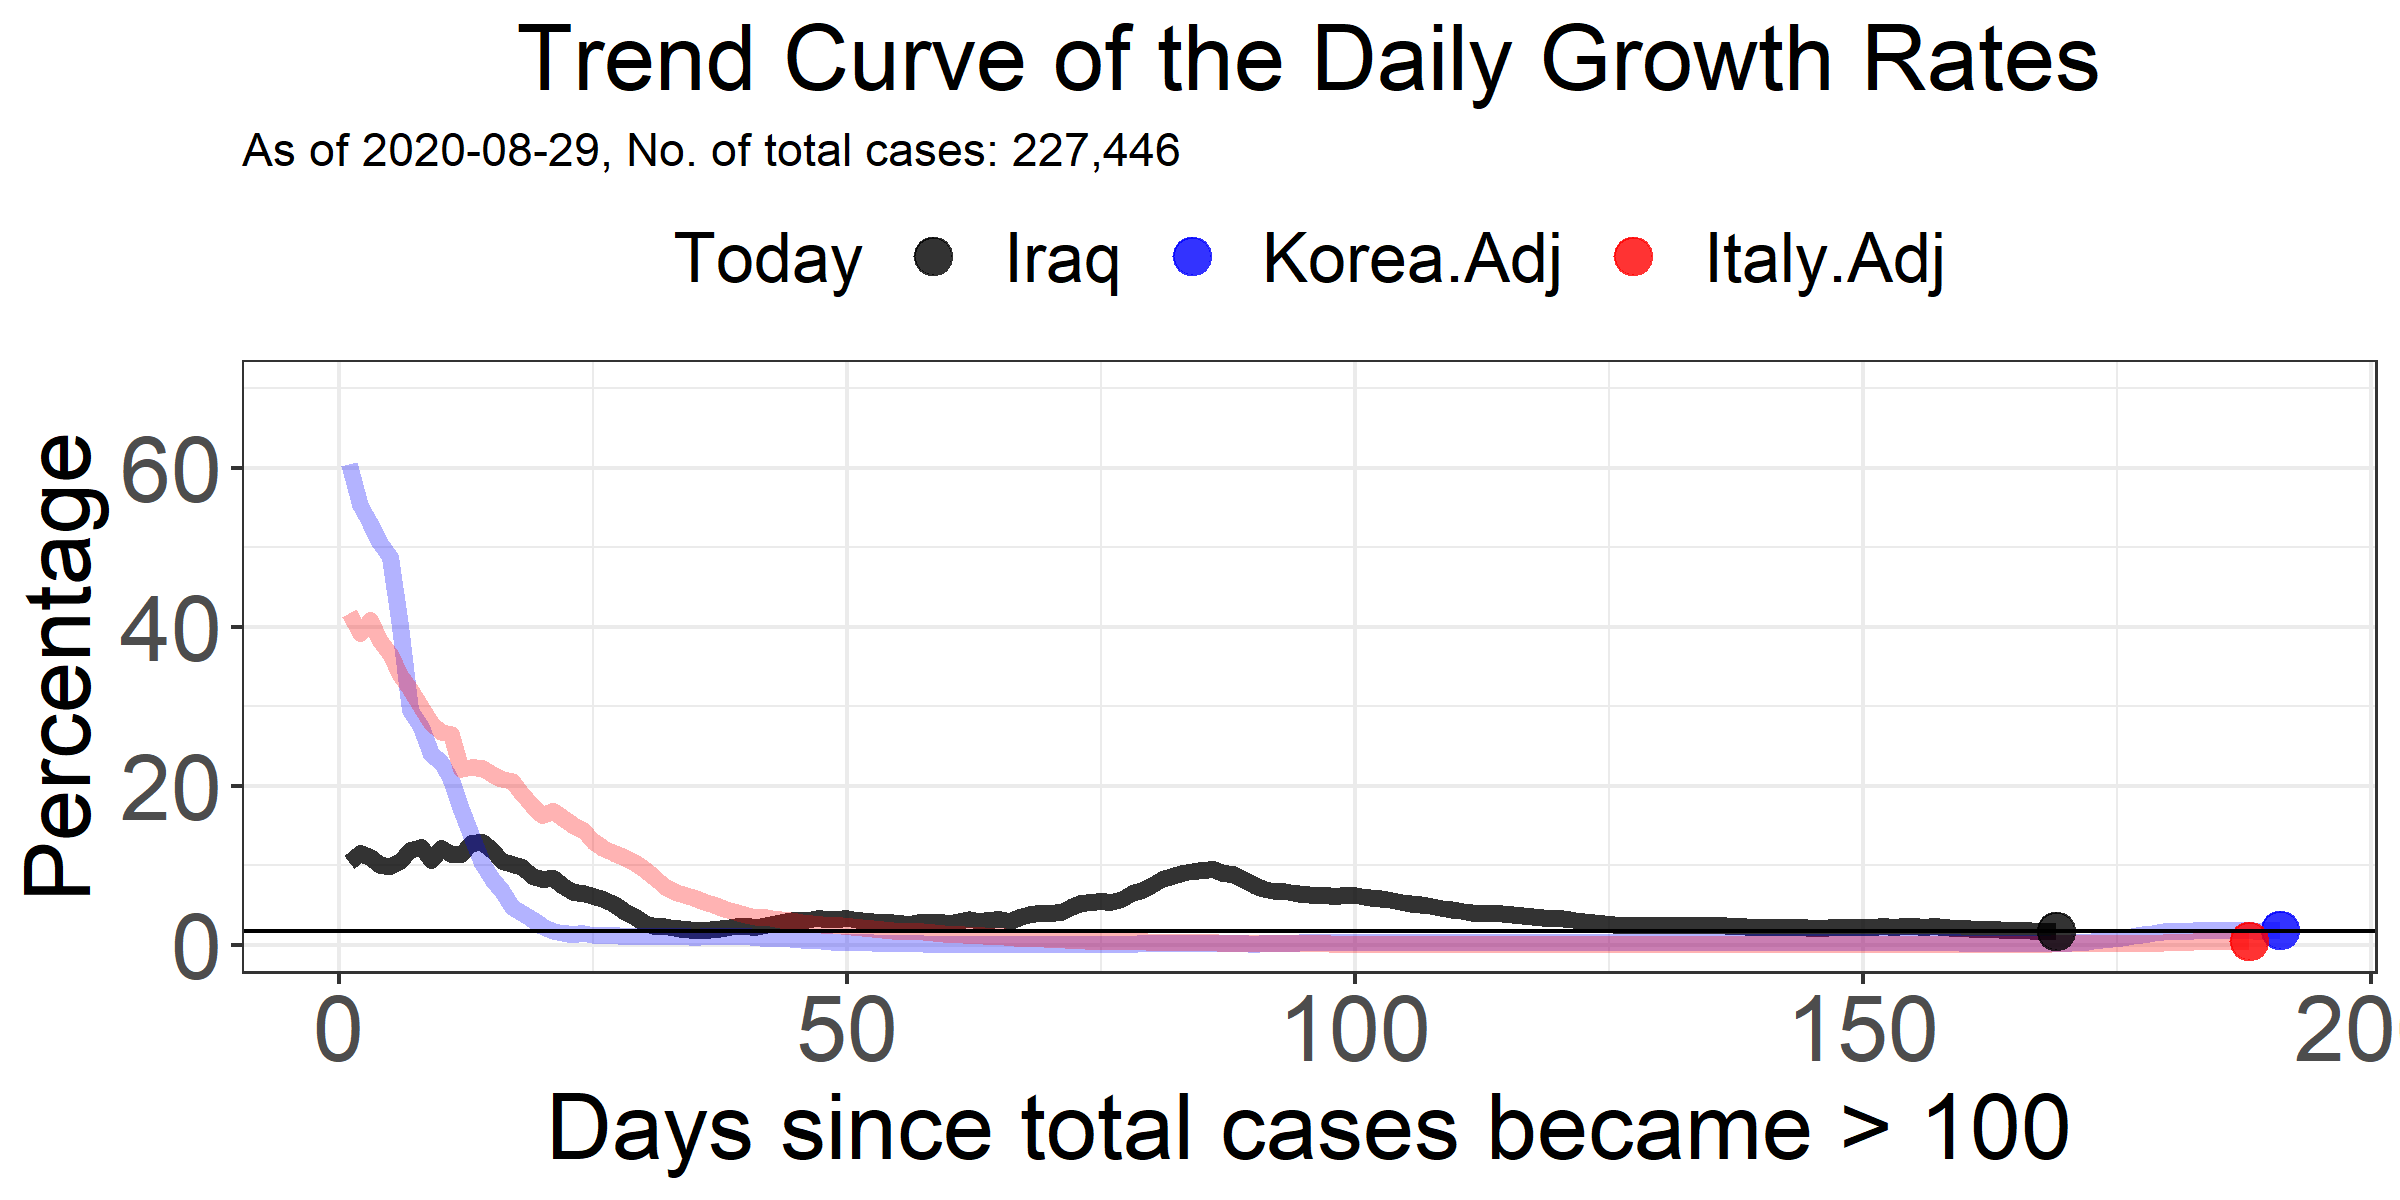 Trend Curve of the Daily Growth Rates
As of 2020-08-29, No. of total cases: 227,446
Today Iraq Korea.Adj Italy.Adj
Percentage
60
40
20
0
0 50 100 150 20
Days since total cases became > 100